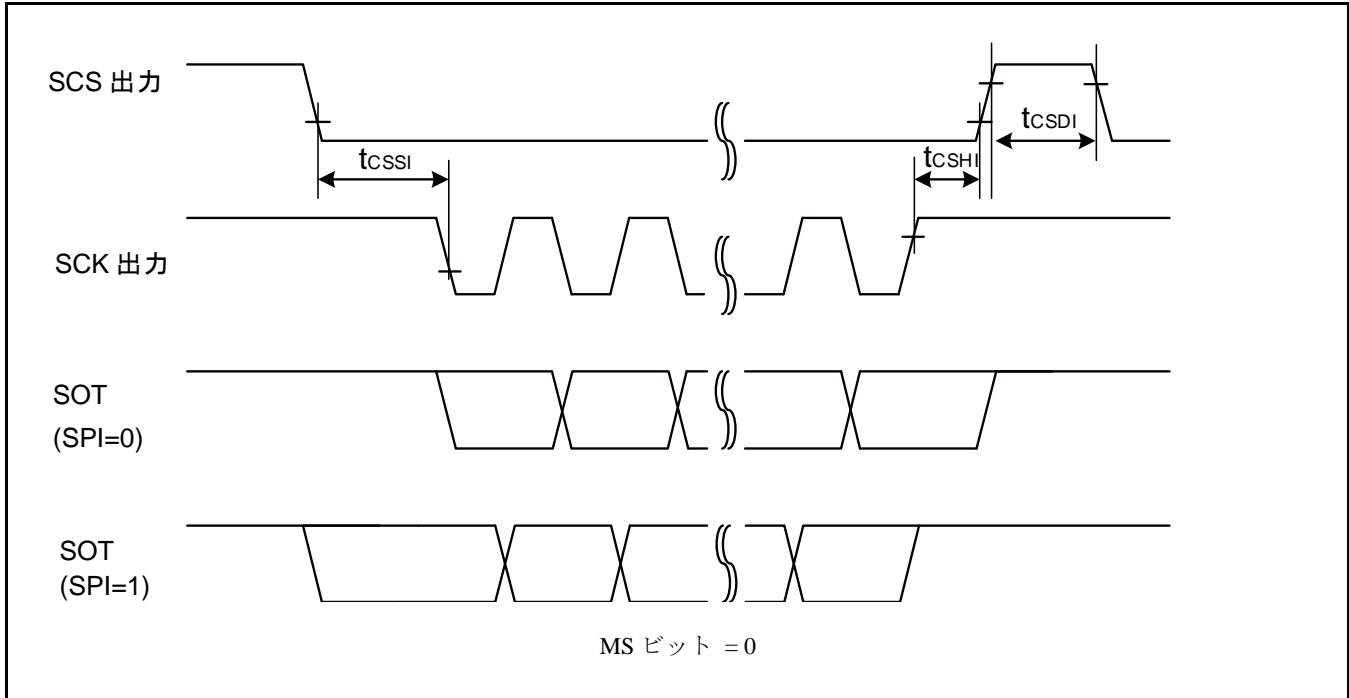 SCS 出力
tCSDI
tCSSI
tCSHI
SCK 出力
SOT
(SPI=0)
SOT
(SPI=1)
MS ビット = 0